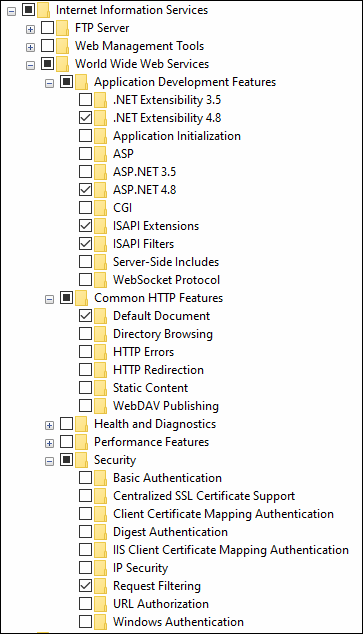 Internet Information Services
FTP Server
Web Management Tools
World Wide Web Services
Application Development Features
.NET Extensibility 3.5
.NET Extensibility 4.8
Application Initialization
ASP
ASP.NET 3.5
ASP.NET 4.8
CGI
ISAPI Extensions
ISAPI Filters
Server-Side Includes
WebSocket Protocol
Common HTTP Features
Default Document
Directory Browsing
HTTP Errors
HTTP Redirection
Static Content
WebDAV Publishing
Health and Diagnostics
Performance Features
Security
Basic Authentication
Centralized SSL Certificate Support
Client Certificate Mapping Authentication
Digest Authentication
IIS Client Certificate Mapping Authentication
IP Security
Request Filtering
URL Authorization
Windows Authentication